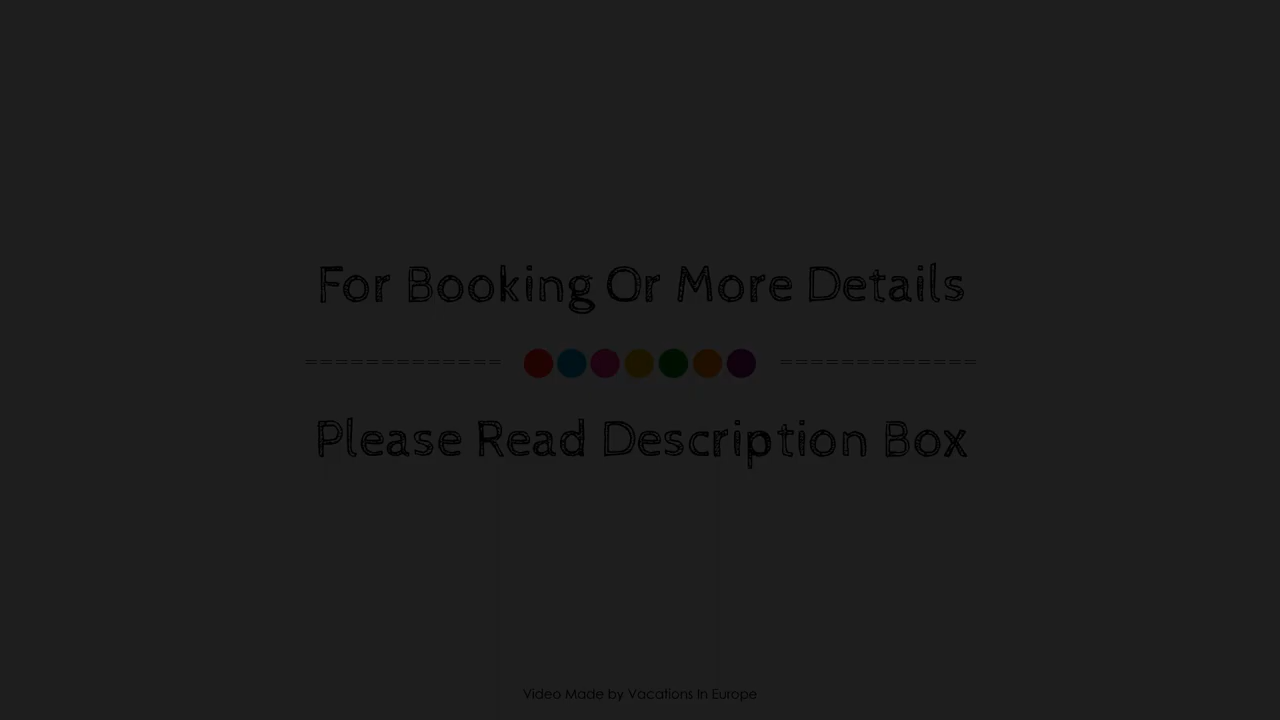 For Booking Or More Details
Please Read Description Box
Video Made by Vacations In Europe